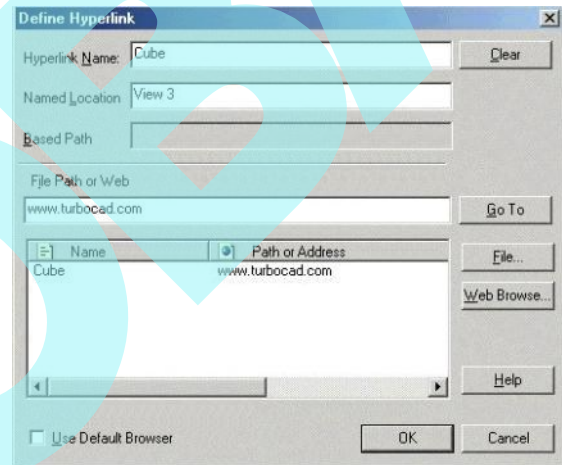 Define Hyperlink
Hyperlink Name: Cube Clear
Named Location View 3
Based Path
File Path or Web
www.turbocad.com Go To
Name Path or Address File...
Cube www.turbocad.com
Web Browse...
Help
Use Default Browser OK Cancel